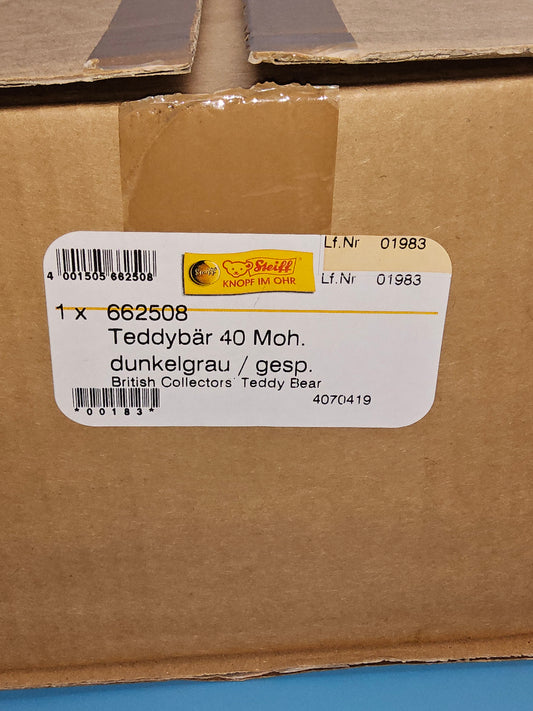 Lf.Nr 01983
4 001505 662508
Steiff
Steiff
KNOPF IM OHR
Lf.Nr 01983
1 x 662508
Teddybär 40 Moh.
dunkelgrau / gesp.
British Collectors' Teddy Bear
*00183*
4070419